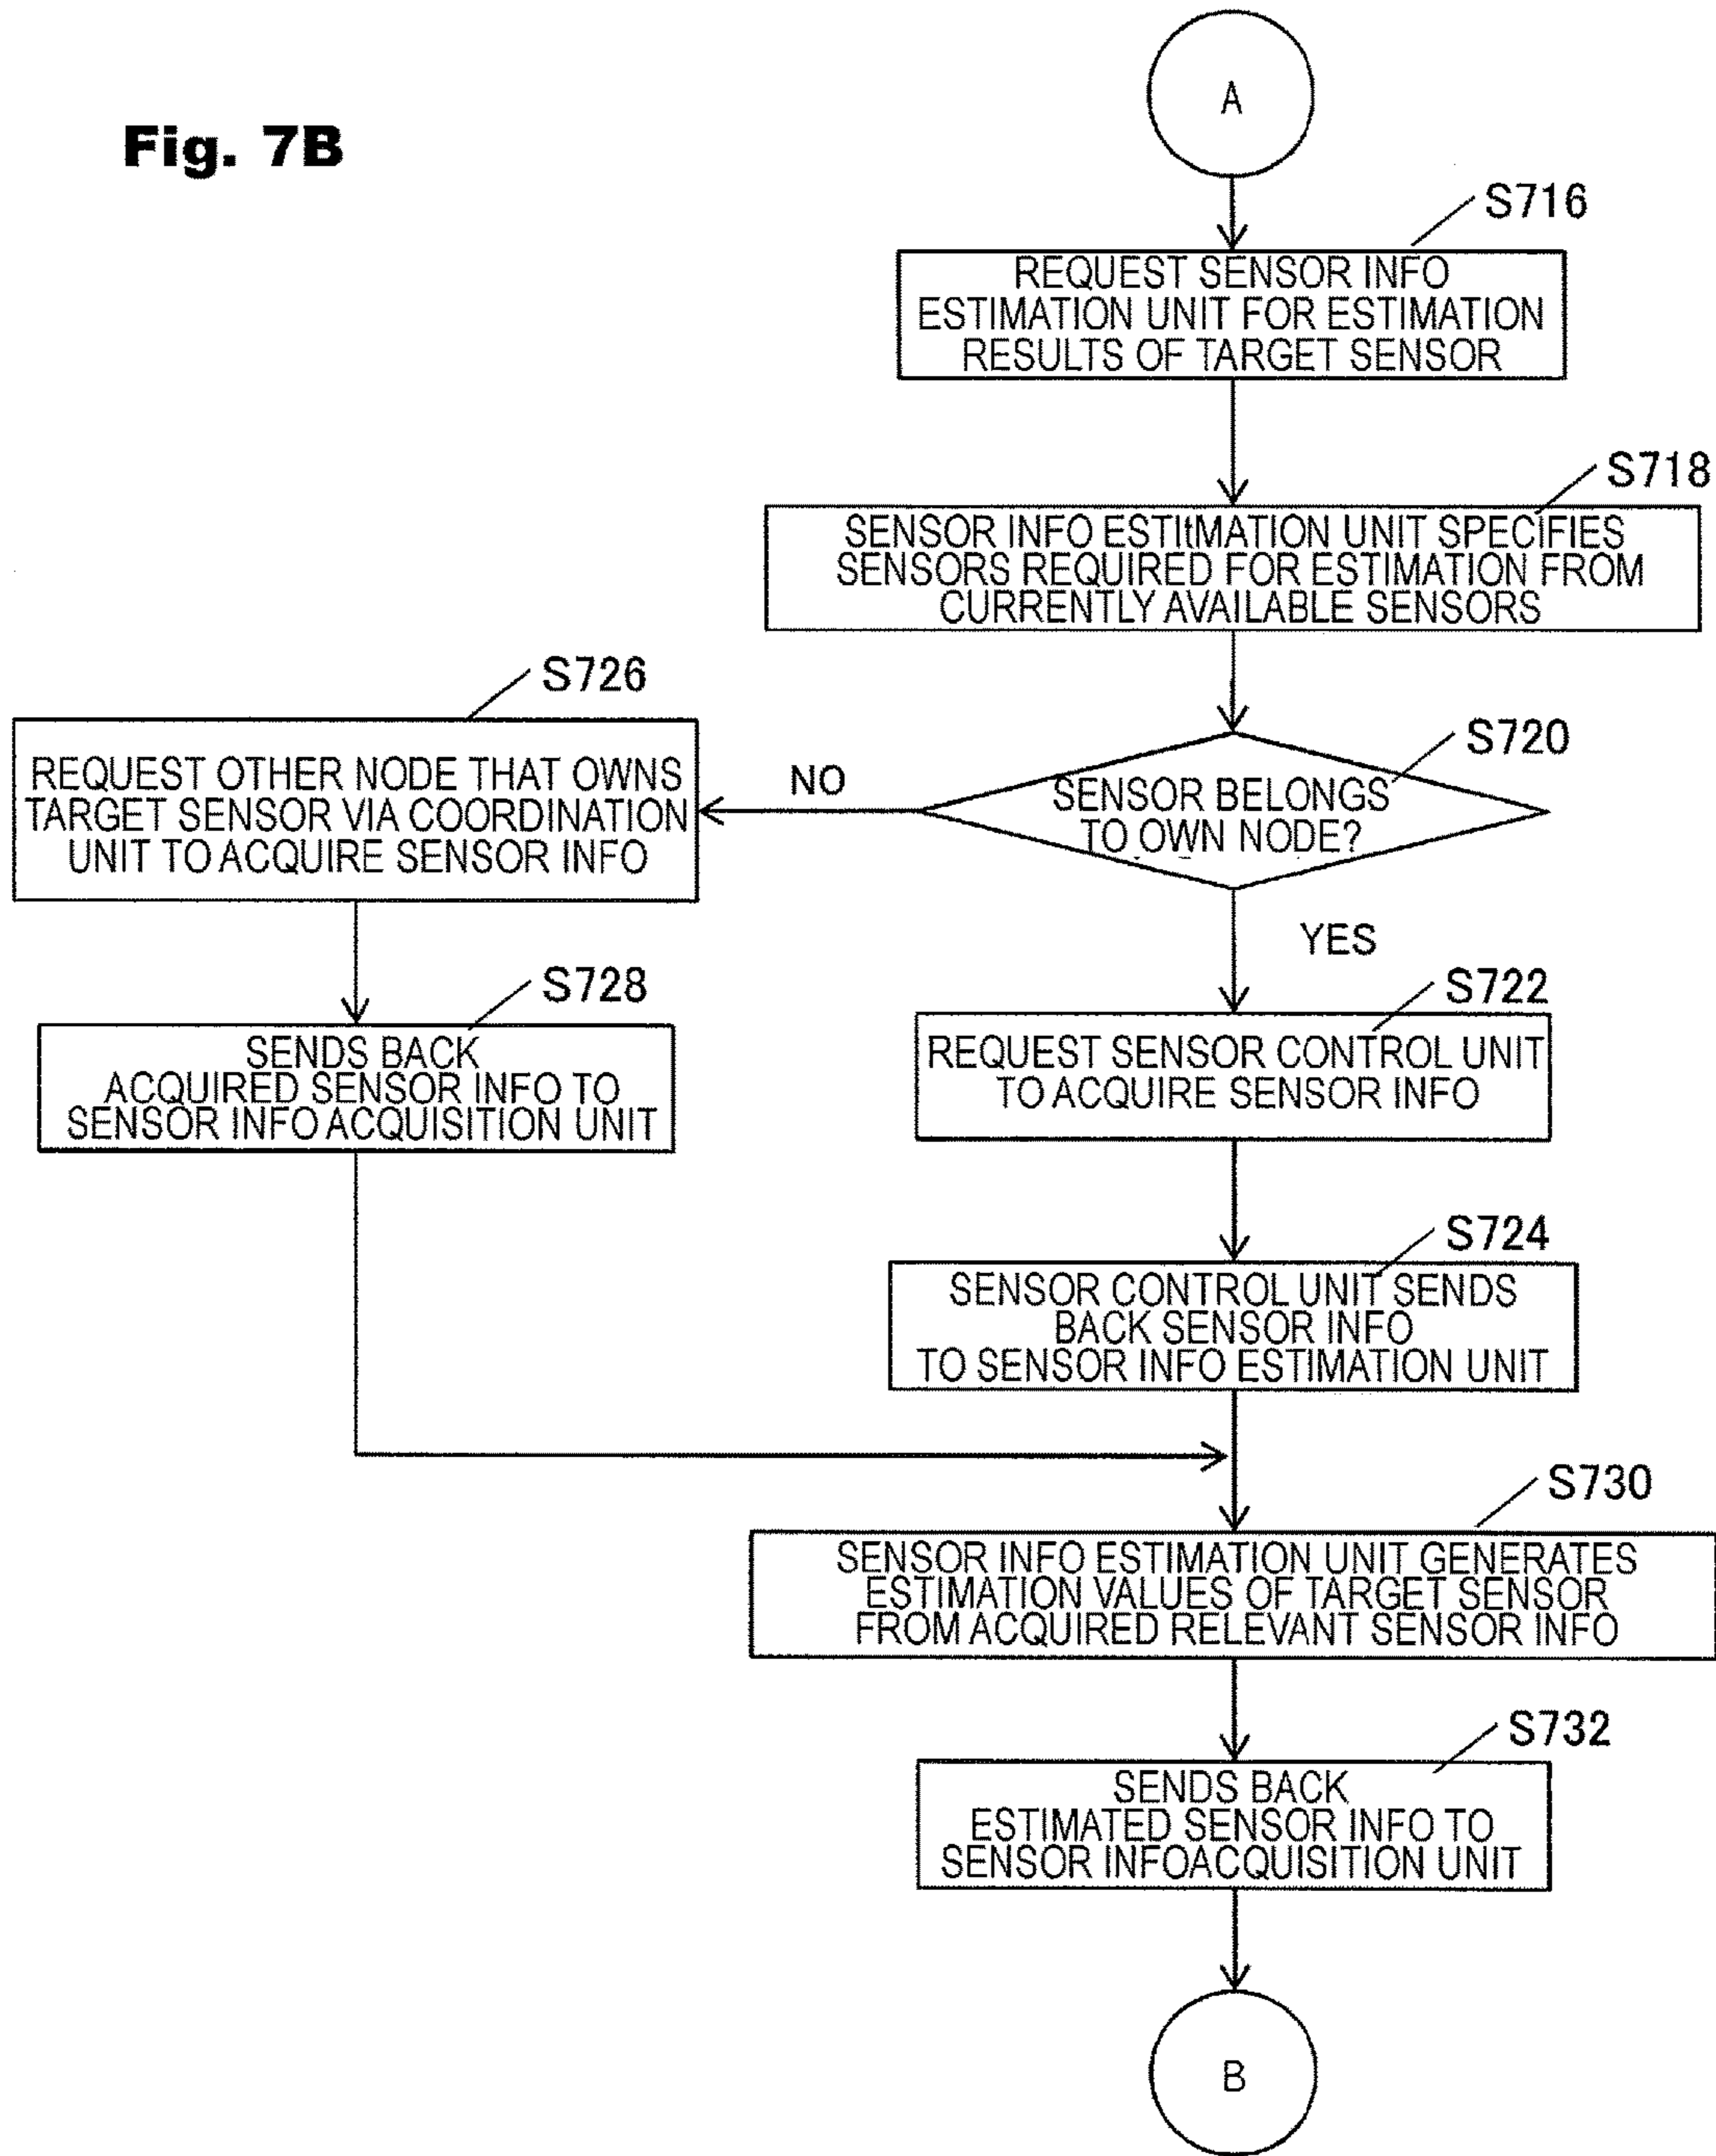 Fig. 7B
A
S716
REQUEST SENSOR INFO
ESTIMATION UNIT FOR ESTIMATION
RESULTS OF TARGET SENSOR
S718
SENSOR INFO ESTItMATION UNIT SPECIFIES
SENSORS REQUIRED FOR ESTIMATION FROM
CURRENTLY AVAILABLE SENSORS
S720
SENSOR BELONGS
TO OWN NODE?
NO
YES
S726
REQUEST OTHER NODE THAT OWNS
TARGET SENSOR VIA COORDINATION
UNIT TO ACQUIRE SENSOR INFO
S728
SENDS BACK
ACQUIRED SENSOR INFO TO
SENSOR INFO ACQUISITION UNIT
S722
REQUEST SENSOR CONTROL UNIT
TO ACQUIRE SENSOR INFO
S724
SENSOR CONTROL UNIT SENDS
BACK SENSOR INFO
TO SENSOR INFO ESTIMATION UNIT
S730
SENSOR INFO ESTIMATION UNIT GENERATES
ESTIMATION VALUES OF TARGET SENSOR
FROM ACQUIRED RELEVANT SENSOR INFO
S732
SENDS BACK
ESTIMATED SENSOR INFO TO
SENSOR INFOACQUISITION UNIT
B